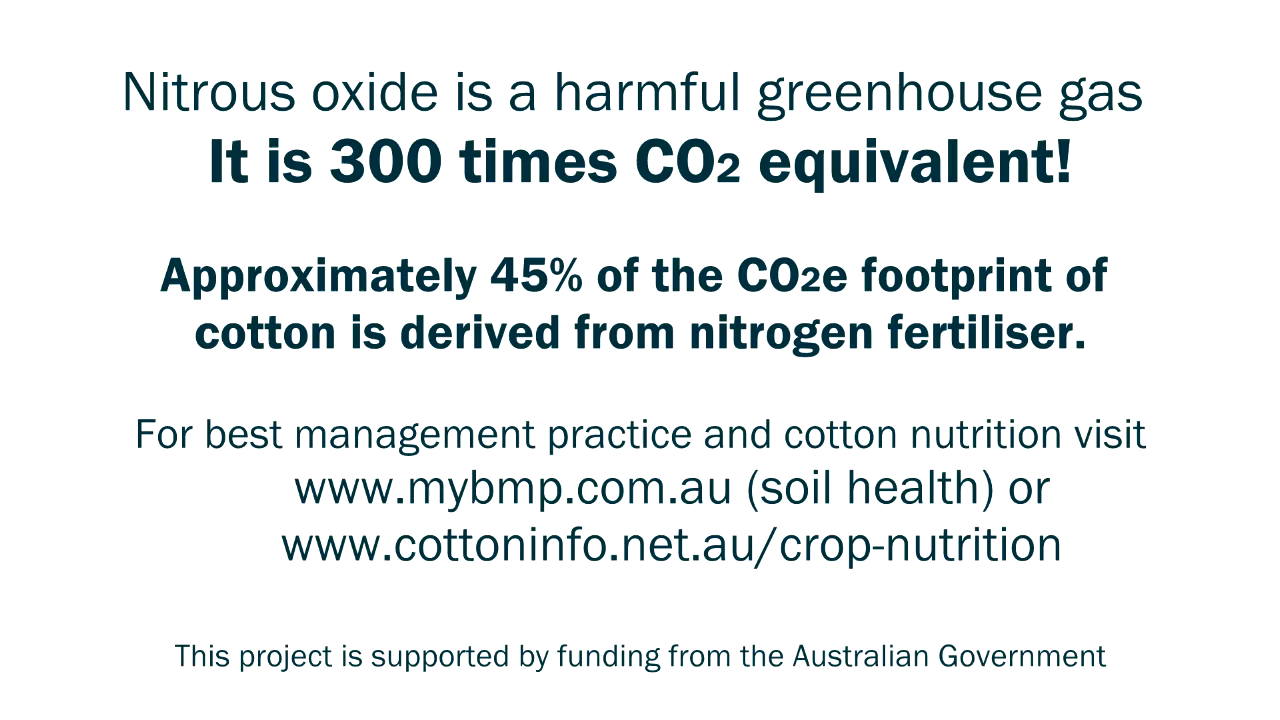 Nitrous oxide is a harmful greenhouse gas
It is 300 times CO2 equivalent!
Approximately 45% of the CO2e footprint of
cotton is derived from nitrogen fertiliser.
For best management practice and cotton nutrition visit
www.mybmp.com.au (soil health) or
www.cottoninfo.net.au/crop-nutrition
This project is supported by funding from the Australian Government